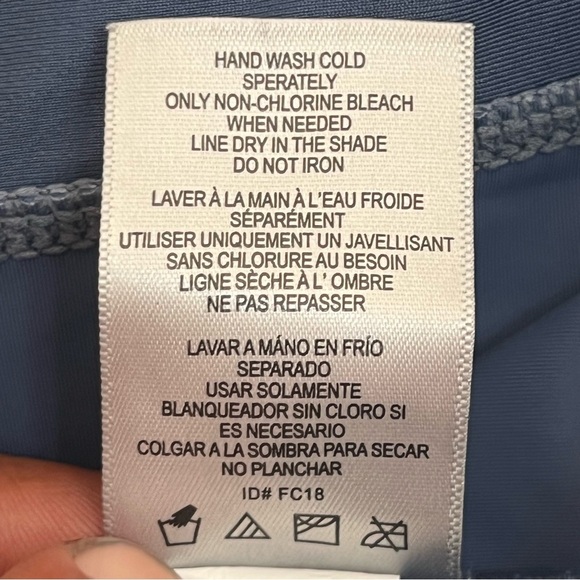 HAND WASH COLD
SPERATELY
ONLY NON-CHLORINE BLEACH
WHEN NEEDED
LINE DRY IN THE SHADE
DO NOT IRON
LAVER À LA MAIN À L'EAU FROIDE
SÉPARÉMENT
UTILISER UNIQUEMENT UN JAVELLISANT
SANS CHLORURE AU BESOIN
LIGNE SÈCHE À L' OMBRE
NE PAS REPASSER
LAVAR A MÁNO EN FRÍO
SEPARADO
USAR SOLAMENTE
BLANQUEADOR SIN CLORO SI
ES NECESARIO
COLGAR A LA SOMBRA PARA SECAR
NO PLANCHAR
ID# FC18